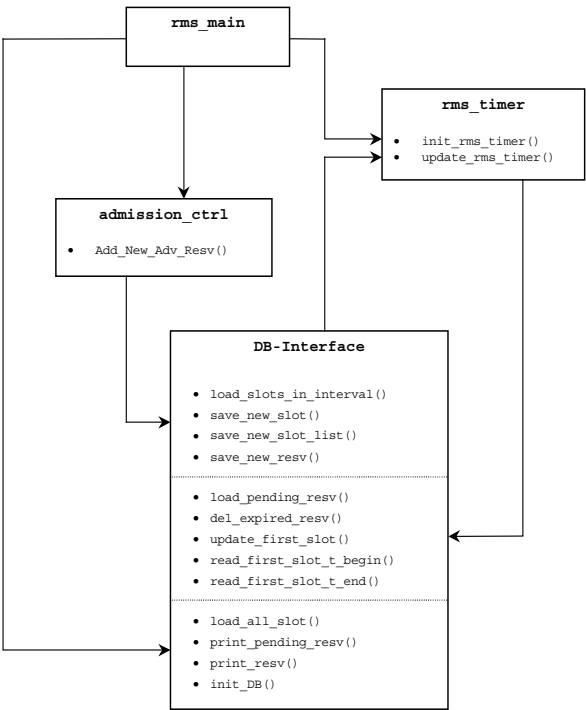 rms_main
rms_timer
• init_rms_timer()
• update_rms_timer()
admission_ctrl
• Add_New_Adv_Resv()
DB-Interface
• load_slots_in_interval()
• save_new_slot()
• save_new_slot_list()
• save_new_resv()
• load_pending_resv()
• del_expired_resv()
• update_first_slot()
• read_first_slot_t_begin()
• read_first_slot_t_end()
• load_all_slot()
• print_pending_resv()
• print_resv()
• init_DB()